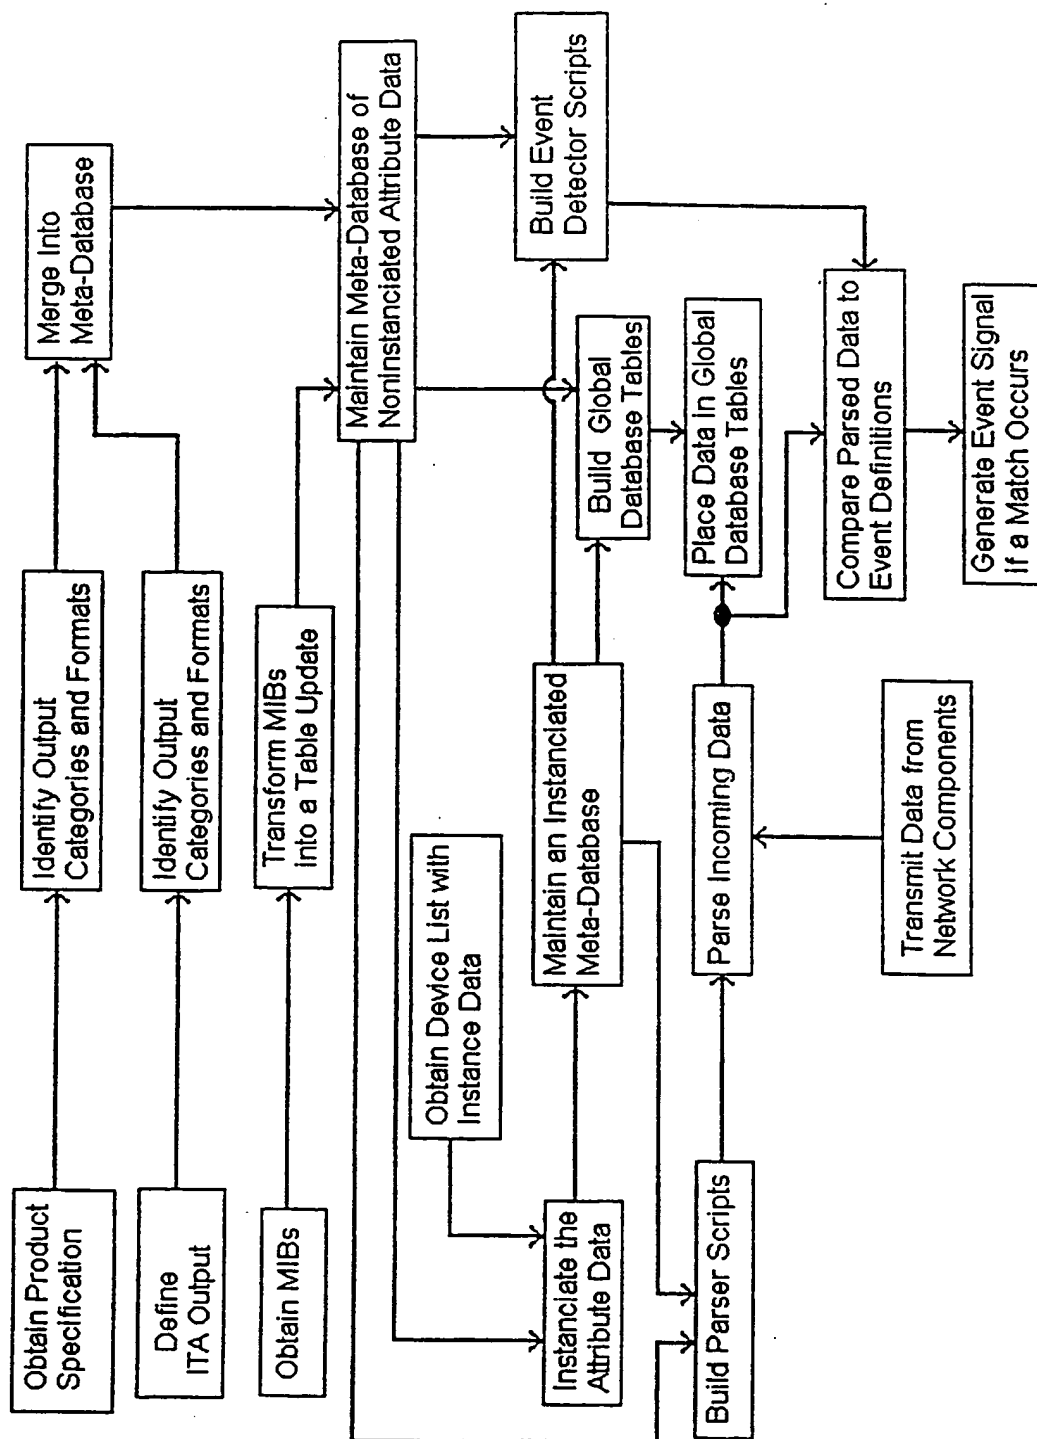 Obtain Product
Specification
Identify Output
Categories and Formats
Merge Into
Meta-Database
Define
ITA Output
Identify Output
Categories and Formats
Obtain MIBs
Transform MIBs
into a Table Update
Maintain Meta-Database of
Noninstanciated Attribute Data
Obtain Device List with
Instance Data
Instanciate the
Attribute Data
Maintain an Instanciated
Meta-Database
Build Global
Database Tables
Build Event
Detector Scripts
Build Parser Scripts
Parse Incoming Data
Place Data in Global
Database Tables
Transmit Data from
Network Components
Compare Parsed Data to
Event Definitions
Generate Event Signal
If a Match Occurs